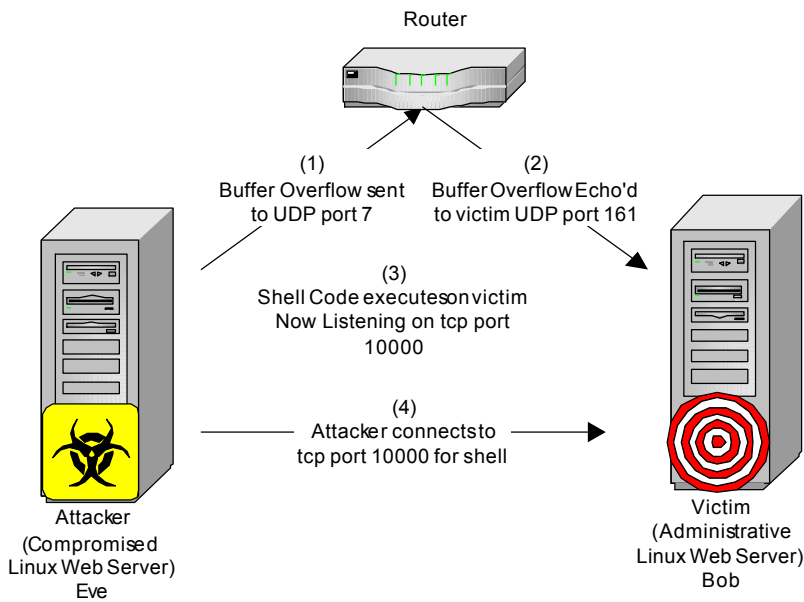 Router
(1)
Buffer Overflow sent
to UDP port 7
(2)
Buffer Overflow Echo'd
to victim UDP port 161
(3)
Shell Code executes on victim
Now Listening on tcp port
10000
(4)
Attacker connects to
tcp port 10000 for shell
Attacker
(Compromised
Linux Web Server)
Eve
Victim
(Administrative
Linux Web Server)
Bob